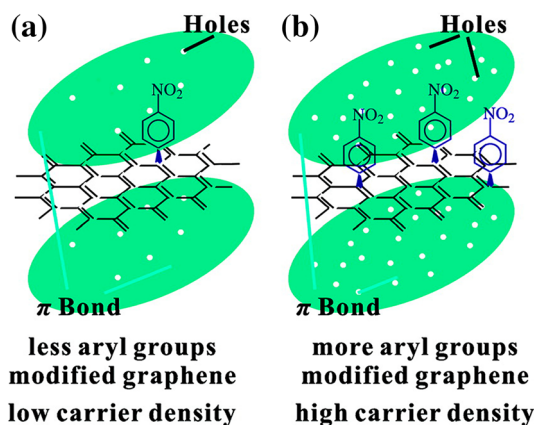 (a)
Holes
NO2
π Bond
less aryl groups
modified graphene
low carrier density
(b)
Holes
NO2
NO2
NO2
π Bond
more aryl groups
modified graphene
high carrier density